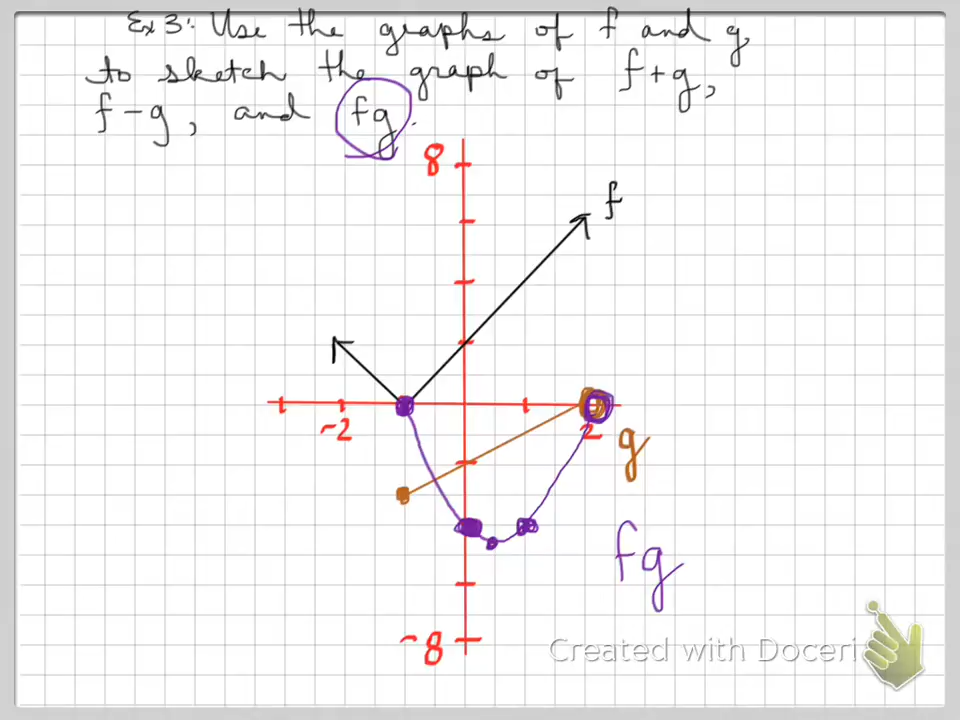 Ex 3: Use the graphs of f and g,
to sketch the graph of f+g,
f-g, and fg.
8
f
-2
2
g
fg
-8
Created with Doceri